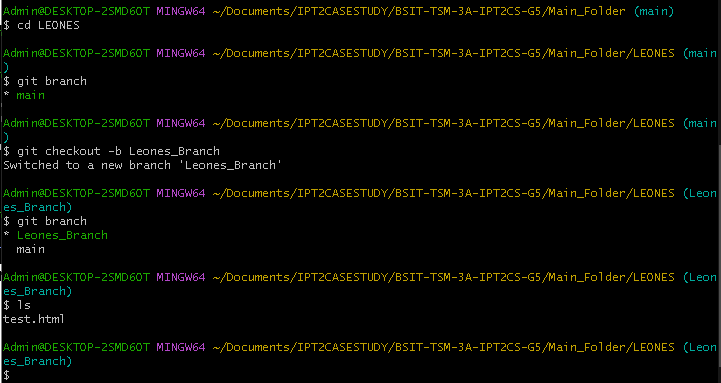 Admin@DESKTOP-2SMD6OT MINGW64 ~/Documents/IPT2CASESTUDY/BSIT-TSM-3A-IPT2CS-G5/Main_Folder (main)
$ cd LEONES
Admin@DESKTOP-2SMD6OT MINGW64 ~/Documents/IPT2CASESTUDY/BSIT-TSM-3A-IPT2CS-G5/Main_Folder/LEONES (main
)
$ git branch
* main
Admin@DESKTOP-2SMD6OT MINGW64 ~/Documents/IPT2CASESTUDY/BSIT-TSM-3A-IPT2CS-G5/Main_Folder/LEONES (main
)
$ git checkout -b Leones_Branch
Switched to a new branch 'Leones_Branch'
Admin@DESKTOP-2SMD6OT MINGW64 ~/Documents/IPT2CASESTUDY/BSIT-TSM-3A-IPT2CS-G5/Main_Folder/LEONES (Leon
es_Branch)
$ git branch
* Leones_Branch
  main
Admin@DESKTOP-2SMD6OT MINGW64 ~/Documents/IPT2CASESTUDY/BSIT-TSM-3A-IPT2CS-G5/Main_Folder/LEONES (Leon
es_Branch)
$ ls
test.html
Admin@DESKTOP-2SMD6OT MINGW64 ~/Documents/IPT2CASESTUDY/BSIT-TSM-3A-IPT2CS-G5/Main_Folder/LEONES (Leon
es_Branch)
$